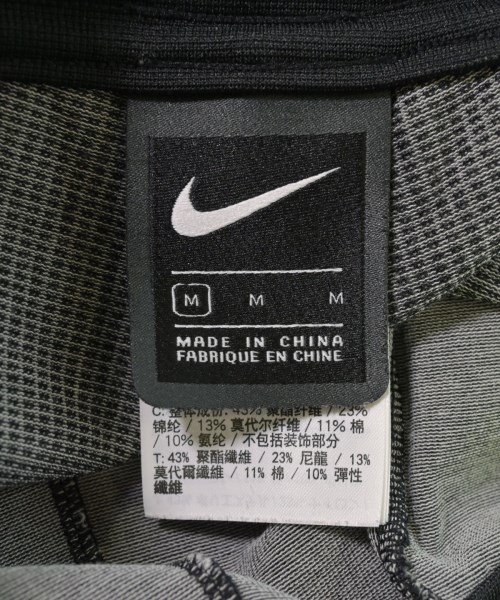 M M M
MADE IN CHINA
FABRIQUE EN CHINE
C: 整体成份: 43% 聚酯纤维 / 23%
锦纶 / 13% 莫代尔纤维 / 11% 棉
/ 10% 氨纶 / 不包括装饰部分
T: 43% 聚酯纖維 / 23% 尼龍 / 13%
莫代爾纖維 / 11% 棉 / 10% 彈性
纖維